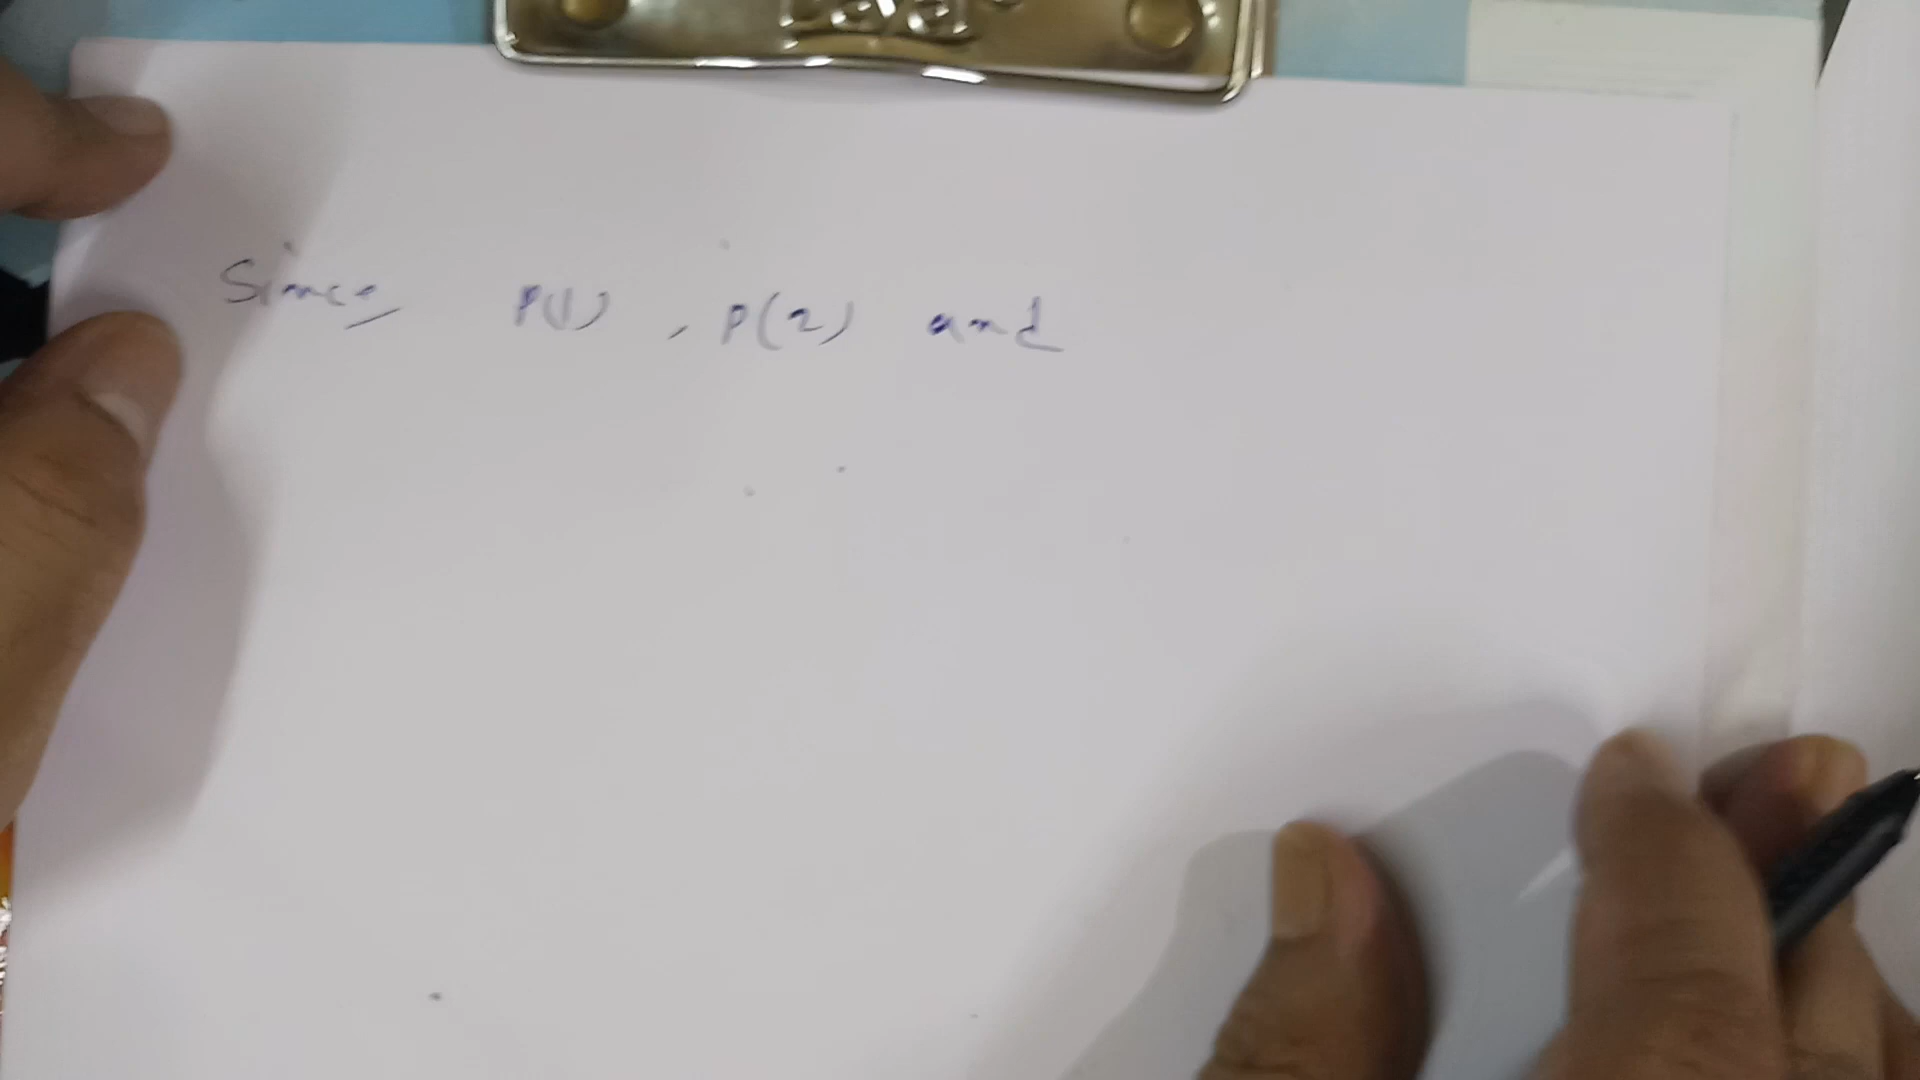 Since, P(1), P(2) and